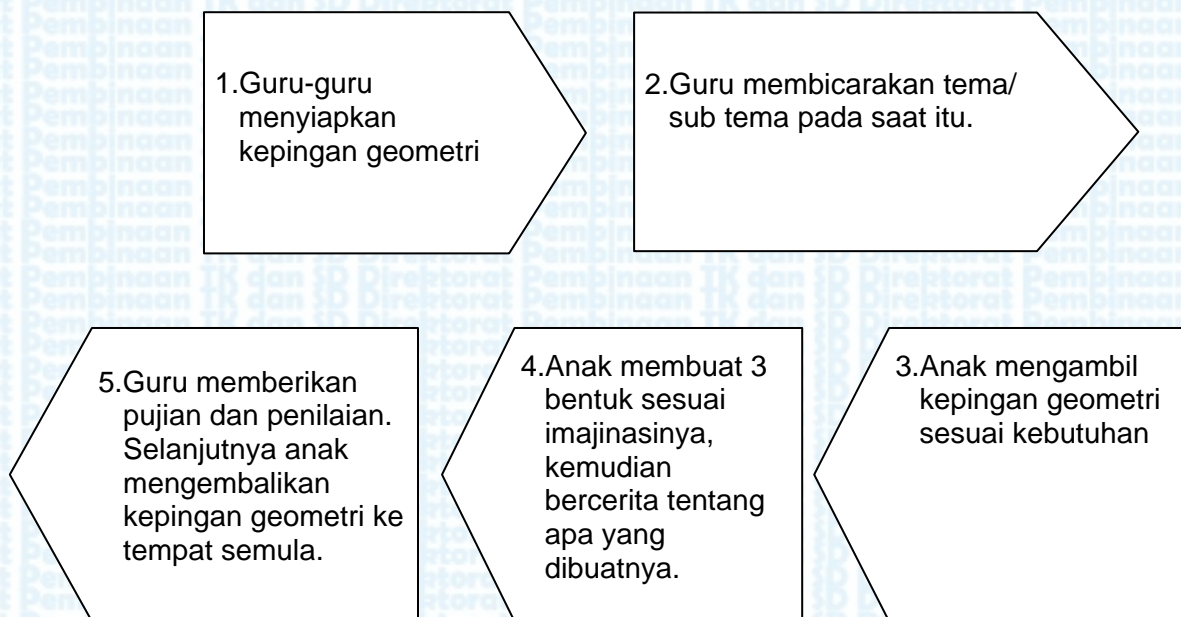 1.Guru-guru
menyiapkan
kepingan geometri
2.Guru membicarakan tema/
sub tema pada saat itu.
3.Anak mengambil
kepingan geometri
sesuai kebutuhan
4.Anak membuat 3
bentuk sesuai
imajinasinya,
kemudian
bercerita tentang
apa yang
dibuatnya.
5.Guru memberikan
pujian dan penilaian.
Selanjutnya anak
mengembalikan
kepingan geometri ke
tempat semula.